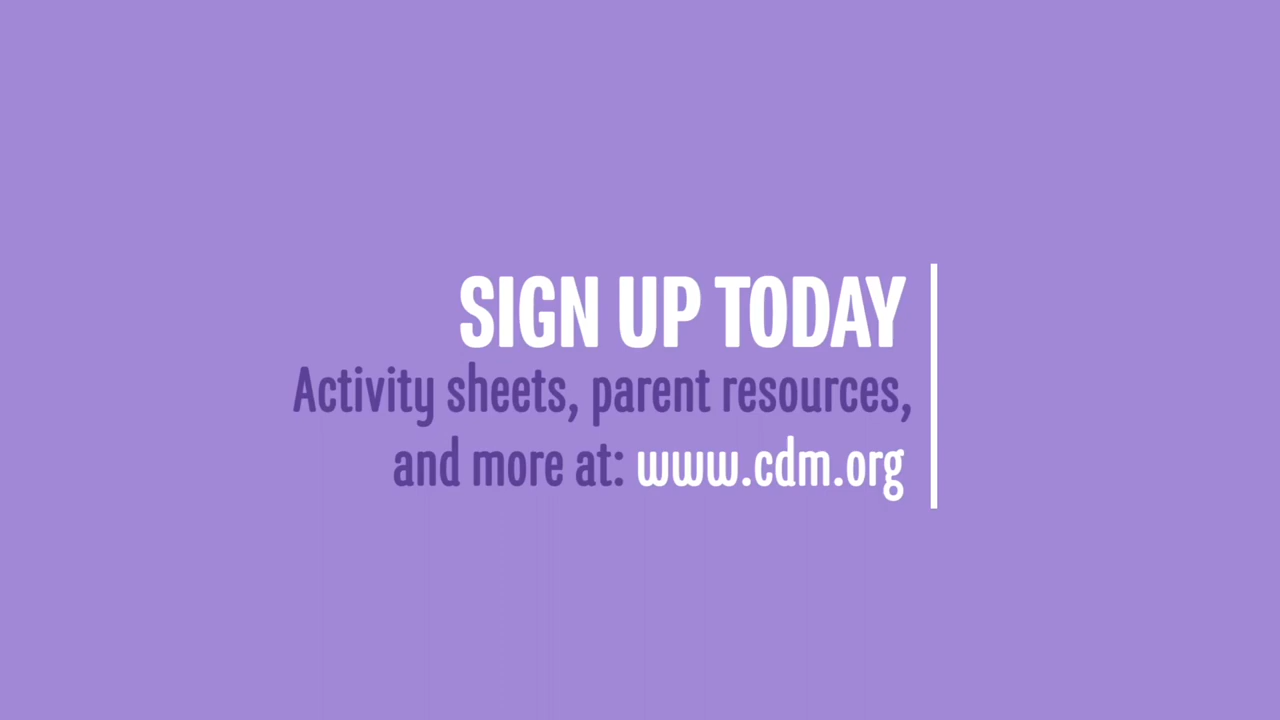 SIGN UP TODAY
Activity sheets, parent resources,
and more at: www.cdm.org